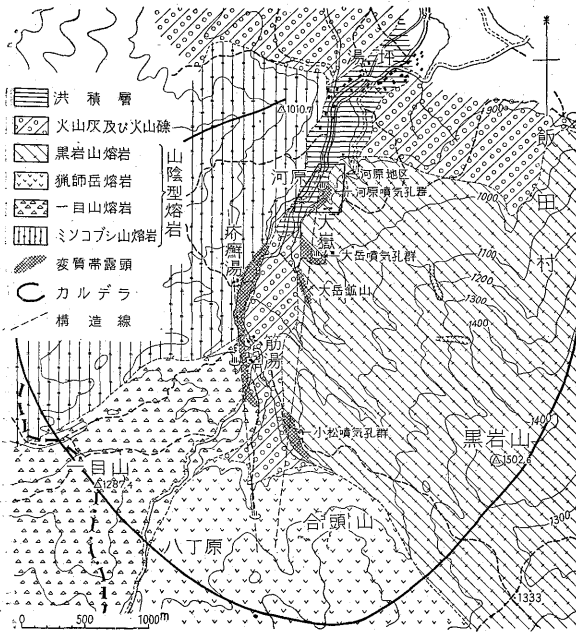 洪積層
火山灰及び火山礫
黒岩山熔岩
猟師岳熔岩
一目山熔岩
ミソコブシ山熔岩
山陰型熔岩
変質帯露頭
カルデラ
構造線
湯坪
△1010.7
飯田村
900
1000
1100
1200
1300
1400
河原
河原地区
河原噴気孔群
大嶽
大岳噴気孔群
大岳鉱山
疥癬湯
筋湯
小松噴気孔群
黒岩山
1502.6
1400
1300
1333
一目山
△1287.4
合頭山
八丁原
0 500 1000m